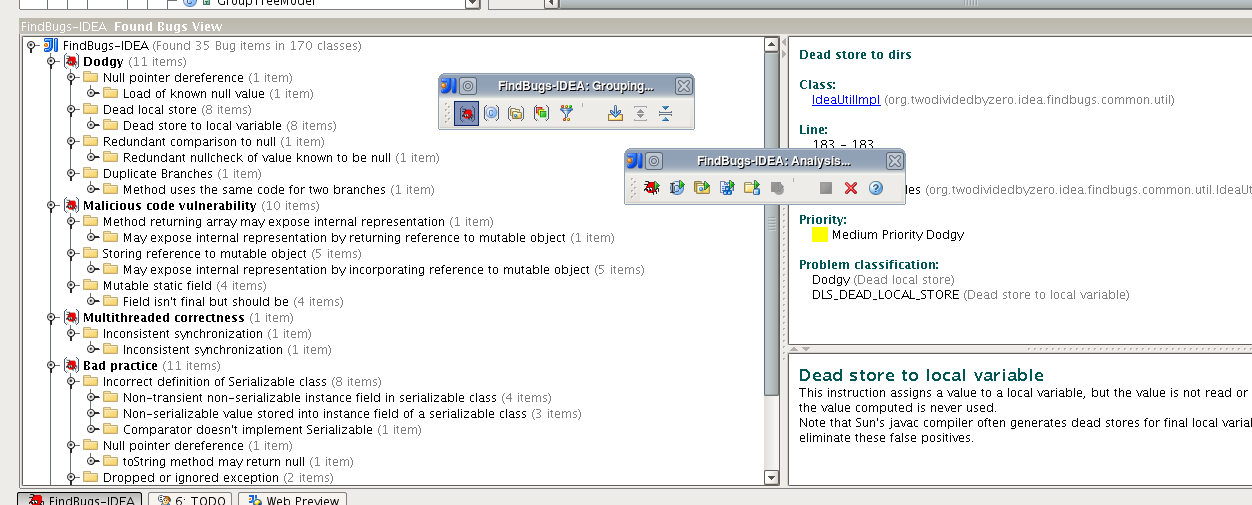 GroupTreeModel
FindBugs-IDEA Found Bugs View
FindBugs-IDEA (Found 35 Bug items in 170 classes)
Dodgy (11 items)
Null pointer dereference (1 item)
Load of known null value (1 item)
Dead local store (8 items)
Dead store to local variable (8 items)
Redundant comparison to null (1 item)
Redundant nullcheck of value known to be null (1 item)
Duplicate Branches (1 item)
Method uses the same code for two branches (1 item)
Malicious code vulnerability (10 items)
Method returning array may expose internal representation (1 item)
May expose internal representation by returning reference to mutable object (1 item)
Storing reference to mutable object (5 items)
May expose internal representation by incorporating reference to mutable object (5 items)
Mutable static field (4 items)
Field isn't final but should be (4 items)
Multithreaded correctness (1 item)
Inconsistent synchronization (1 item)
Inconsistent synchronization (1 item)
Bad practice (11 items)
Incorrect definition of Serializable class (8 items)
Non-transient non-serializable instance field in serializable class (4 items)
Non-serializable value stored into instance field of a serializable class (3 items)
Comparator doesn't implement Serializable (1 item)
Null pointer dereference (1 item)
toString method may return null (1 item)
Dropped or ignored exception (2 items)
FindBugs-IDEA: Grouping...
FindBugs-IDEA: Analysis...
Dead store to dirs
Class:
IdeaUtilImpl (org.twodividedbyzero.idea.findbugs.common.util)
Line:
183 - 183
(org.twodividedbyzero.idea.findbugs.common.util.IdeaUt
Priority:
Medium Priority Dodgy
Problem classification:
Dodgy (Dead local store)
DLS_DEAD_LOCAL_STORE (Dead store to local variable)
Dead store to local variable
This instruction assigns a value to a local variable, but the value is not read or
the value computed is never used.
Note that Sun's javac compiler often generates dead stores for final local varia
eliminate these false positives.
FindBugs-IDEA
6: TODO
Web Preview